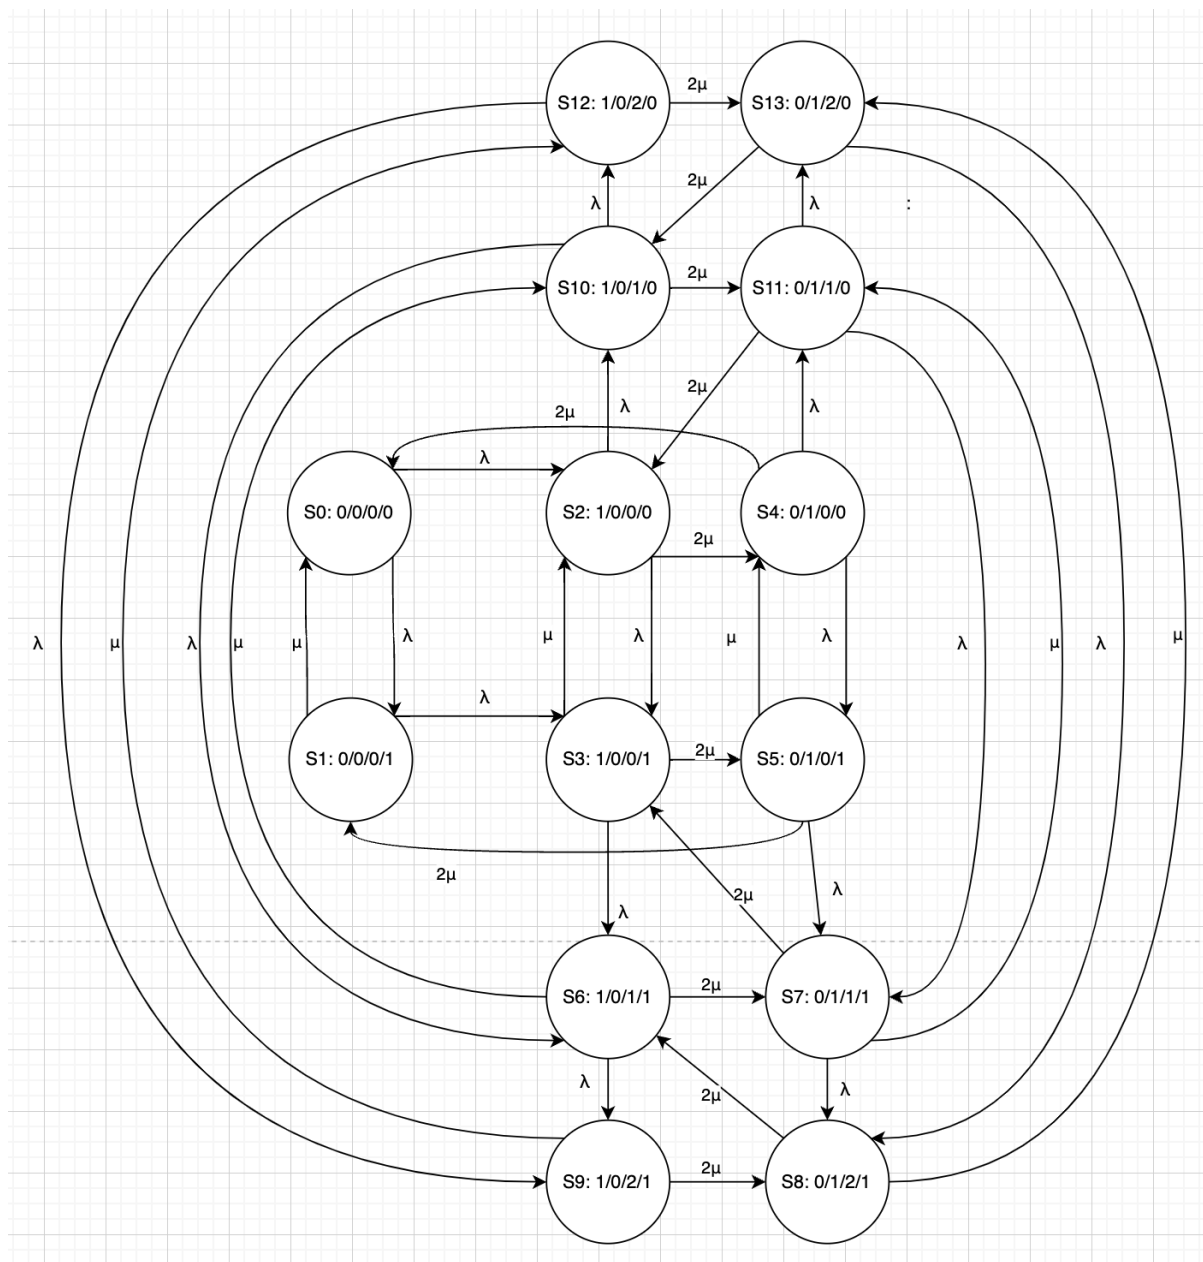 2μ
S12: 1/0/2/0
S13: 0/1/2/0
2μ
λ
λ
:
2μ
S10: 1/0/1/0
S11: 0/1/1/0
2μ
λ
λ
2μ
λ
S0: 0/0/0/0
S2: 1/0/0/0
S4: 0/1/0/0
2μ
λ
μ
λ
μ
μ
λ
μ
λ
μ
λ
λ
μ
λ
μ
λ
2μ
S1: 0/0/0/1
S3: 1/0/0/1
S5: 0/1/0/1
2μ
2μ
λ
λ
2μ
S6: 1/0/1/1
S7: 0/1/1/1
λ
2μ
λ
2μ
S9: 1/0/2/1
S8: 0/1/2/1